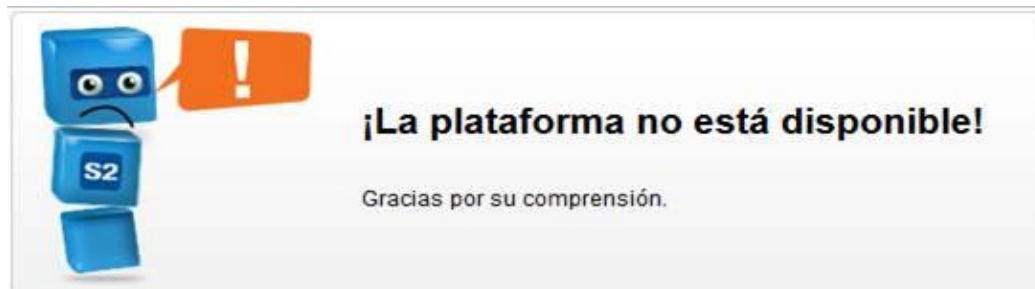 !
¡La plataforma no está disponible!
S2
Gracias por su comprensión.